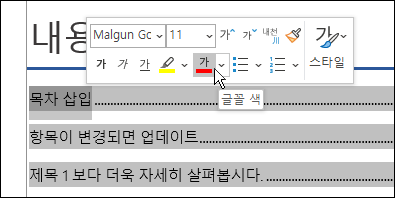 내용
Malgun Gc 11 가 가 내천 가
가 가 가 가 스타일
글꼴 색
목차 삽입
항목이 변경되면 업데이트
제목 1 보다 더욱 자세히 살펴봅시다.